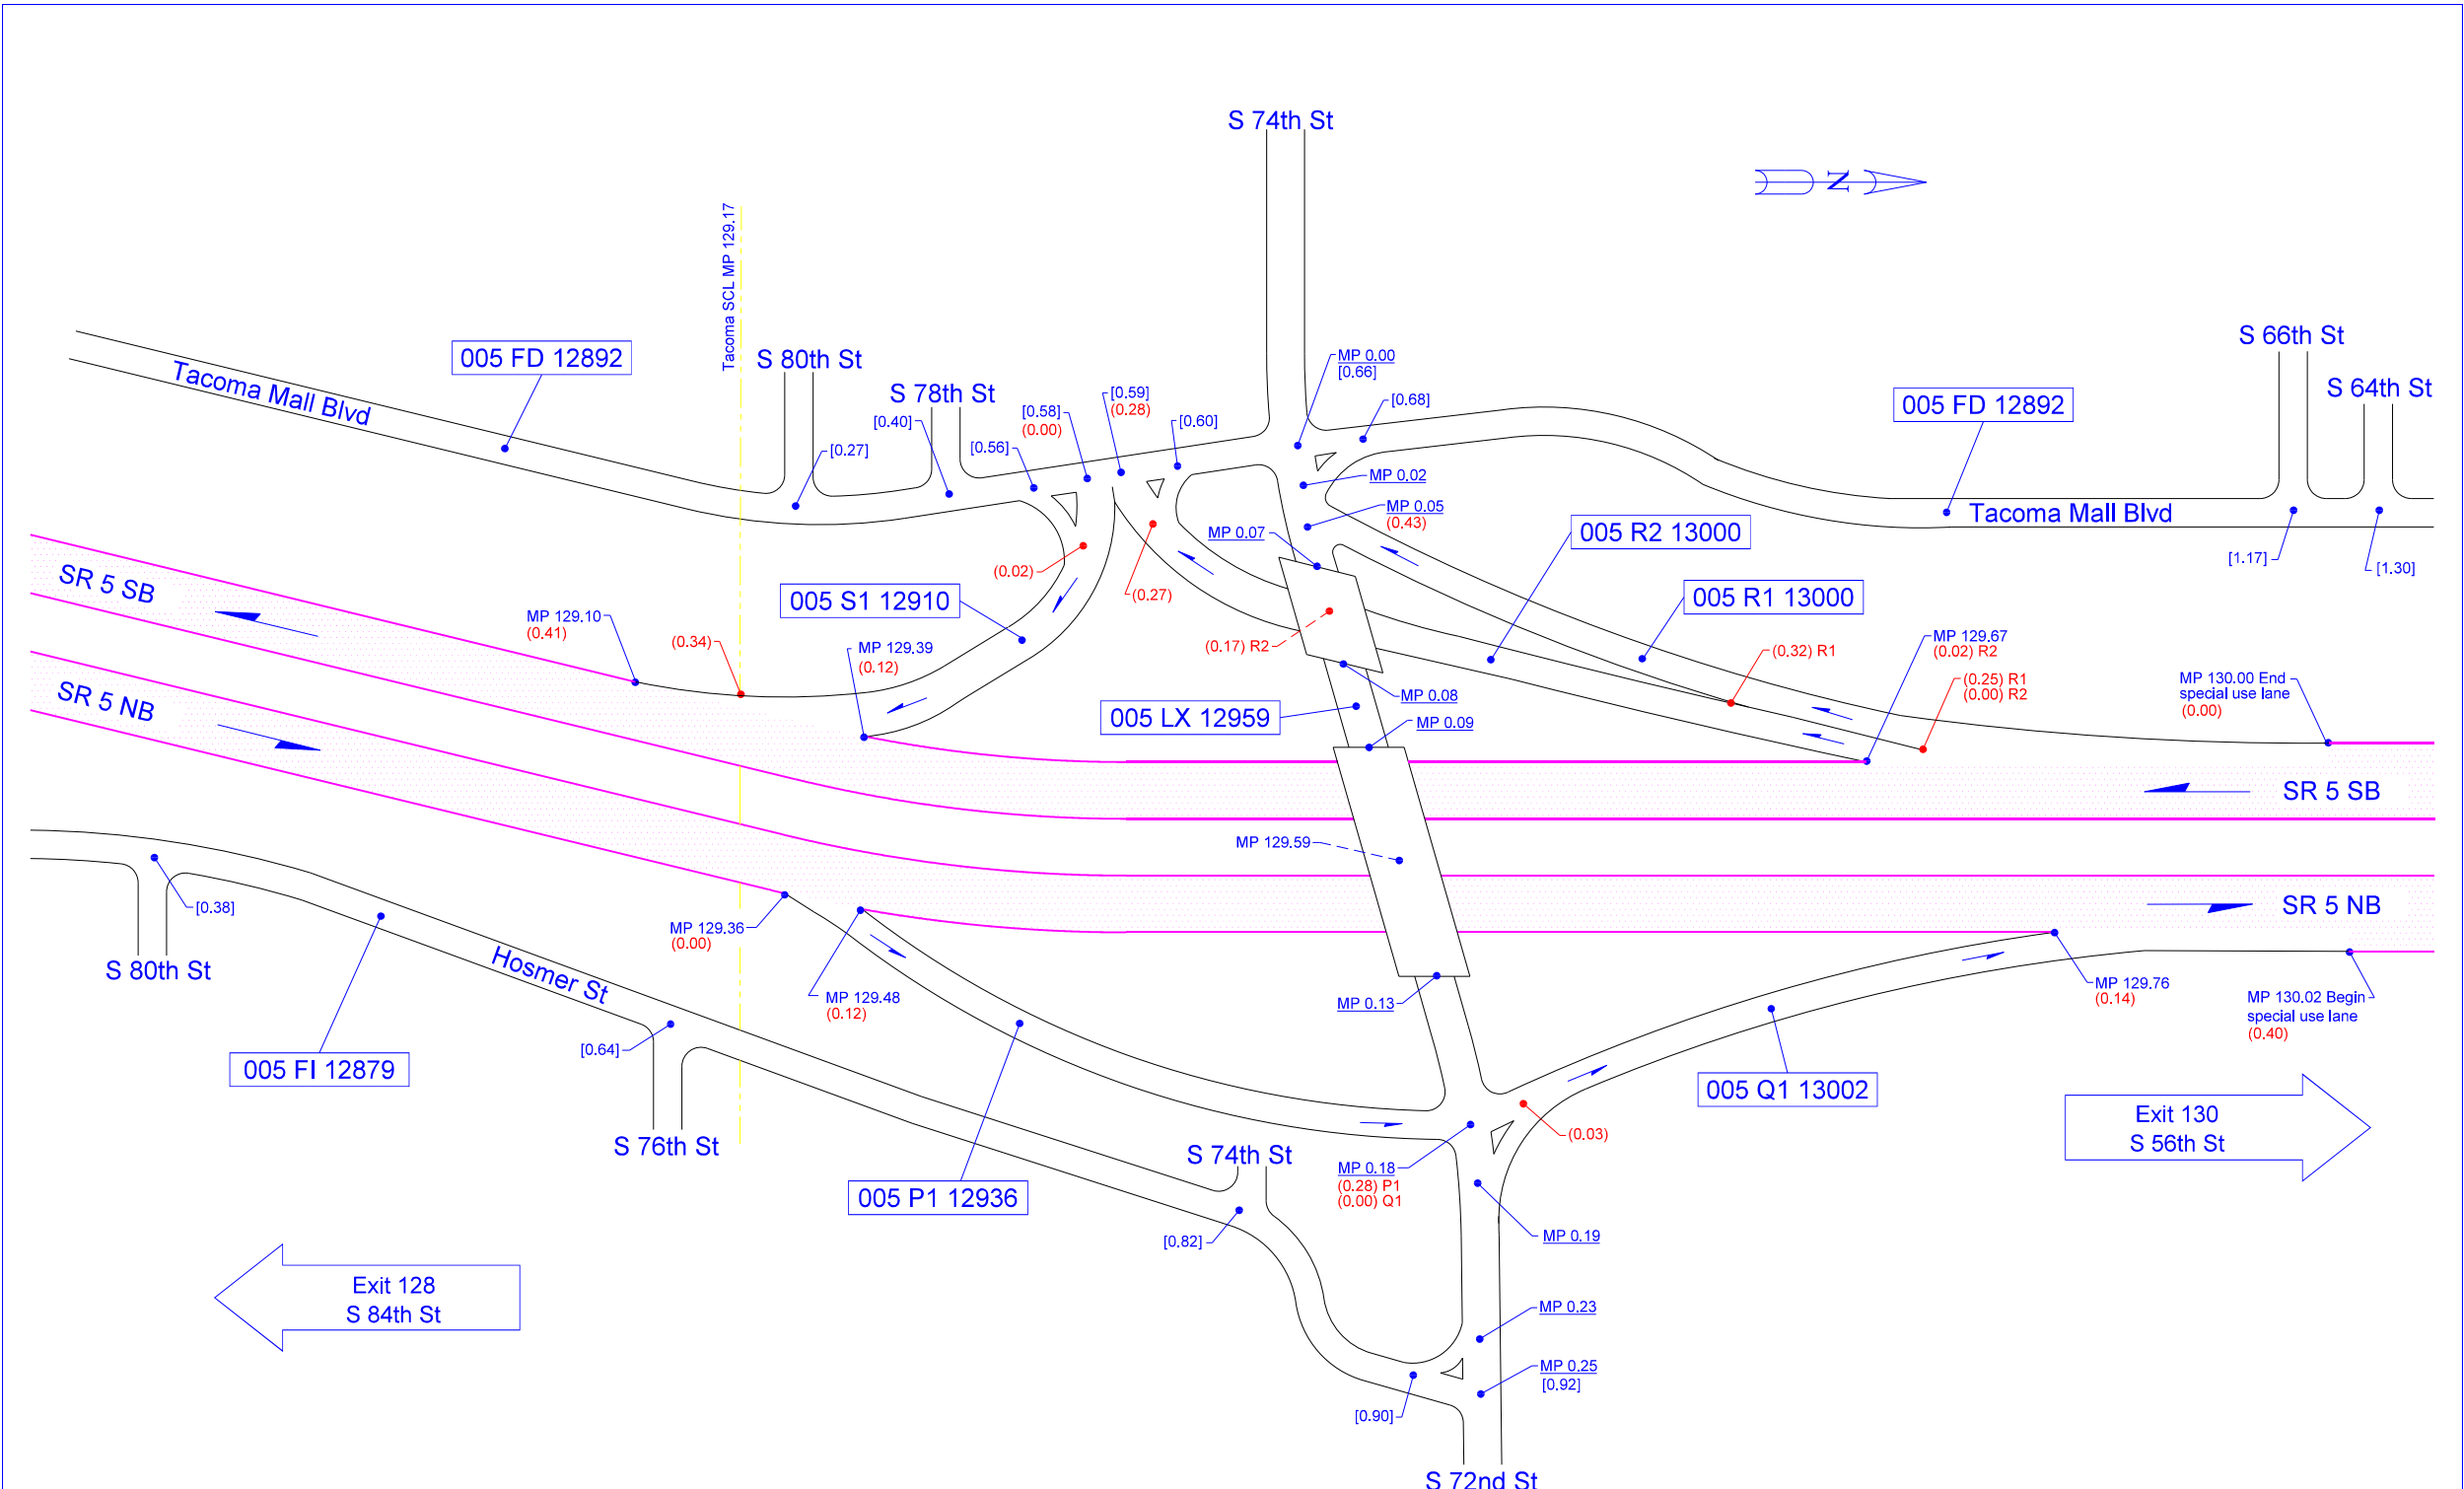 S 74th St
N
Tacoma SCL MP 129.17
005 FD 12892
Tacoma Mall Blvd
S 80th St
S 78th St
[0.27]
[0.40]
[0.56]
[0.58]
(0.00)
[0.59]
(0.28)
[0.60]
MP 0.00
[0.66]
[0.68]
MP 0.02
MP 0.05
(0.43)
MP 0.07
005 FD 12892
S 66th St
S 64th St
Tacoma Mall Blvd
[1.17]
[1.30]
005 R2 13000
005 R1 13000
SR 5 SB
(0.02)
(0.27)
005 S1 12910
MP 129.10
(0.41)
(0.34)
MP 129.39
(0.12)
(0.17) R2
(0.32) R1
MP 129.67
(0.02) R2
(0.25) R1
(0.00) R2
MP 130.00 End
special use lane
(0.00)
SR 5 NB
MP 0.08
005 LX 12959
MP 0.09
SR 5 SB
MP 129.59
SR 5 NB
[0.38]
S 80th St
MP 129.36
(0.00)
Hosmer St
MP 129.48
(0.12)
MP 0.13
MP 129.76
(0.14)
MP 130.02 Begin
special use lane
(0.40)
005 FI 12879
[0.64]
S 76th St
005 Q1 13002
Exit 130
S 56th St
(0.03)
S 74th St
005 P1 12936
MP 0.18
(0.28) P1
(0.00) Q1
[0.82]
MP 0.19
Exit 128
S 84th St
MP 0.23
MP 0.25
[0.92]
[0.90]
S 72nd St